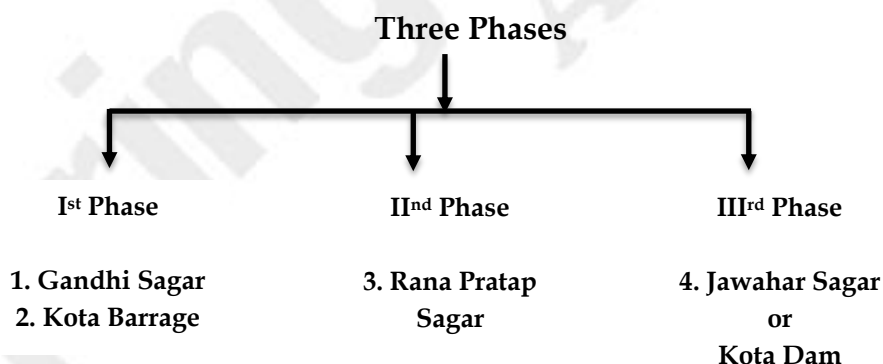 Three Phases
Ist Phase
1. Gandhi Sagar
2. Kota Barrage
IInd Phase
3. Rana Pratap
Sagar
IIIrd Phase
4. Jawahar Sagar
or
Kota Dam